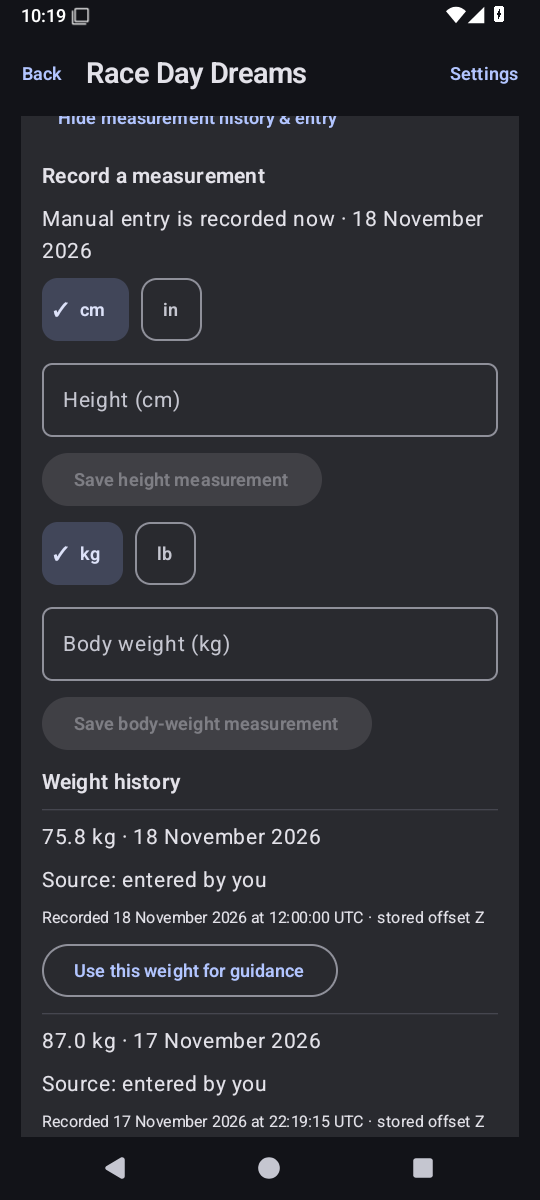 10:19
Back Race Day Dreams Settings
Hide measurement history & entry
Record a measurement
Manual entry is recorded now · 18 November
2026
✓ cm in
Height (cm)
Save height measurement
✓ kg lb
Body weight (kg)
Save body-weight measurement
Weight history
75.8 kg · 18 November 2026
Source: entered by you
Recorded 18 November 2026 at 12:00:00 UTC · stored offset Z
Use this weight for guidance
87.0 kg · 17 November 2026
Source: entered by you
Recorded 17 November 2026 at 22:19:15 UTC · stored offset Z